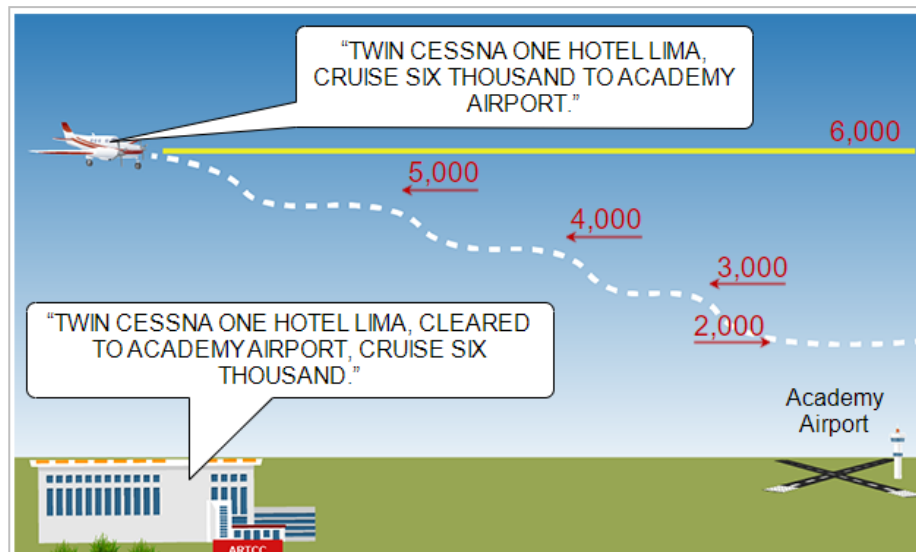 “TWIN CESSNA ONE HOTEL LIMA,
CRUISE SIX THOUSAND TO ACADEMY
AIRPORT.”
6,000
5,000
4,000
3,000
2,000
“TWIN CESSNA ONE HOTEL LIMA, CLEARED
TO ACADEMY AIRPORT, CRUISE SIX
THOUSAND.”
Academy
Airport
ARTCC